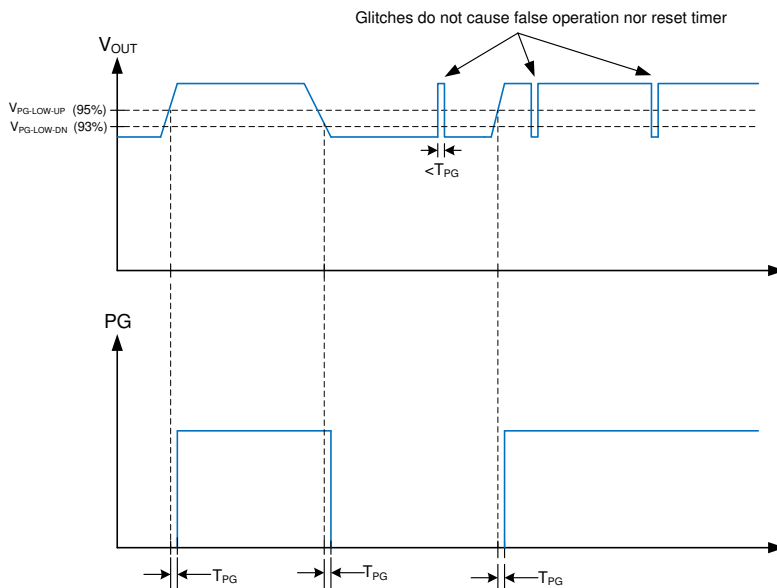 Glitches do not cause false operation nor reset timer
VOUT
VPG-LOW-UP (95%)
VPG-LOW-DN (93%)
<TPG
PG
TPG
TPG
TPG